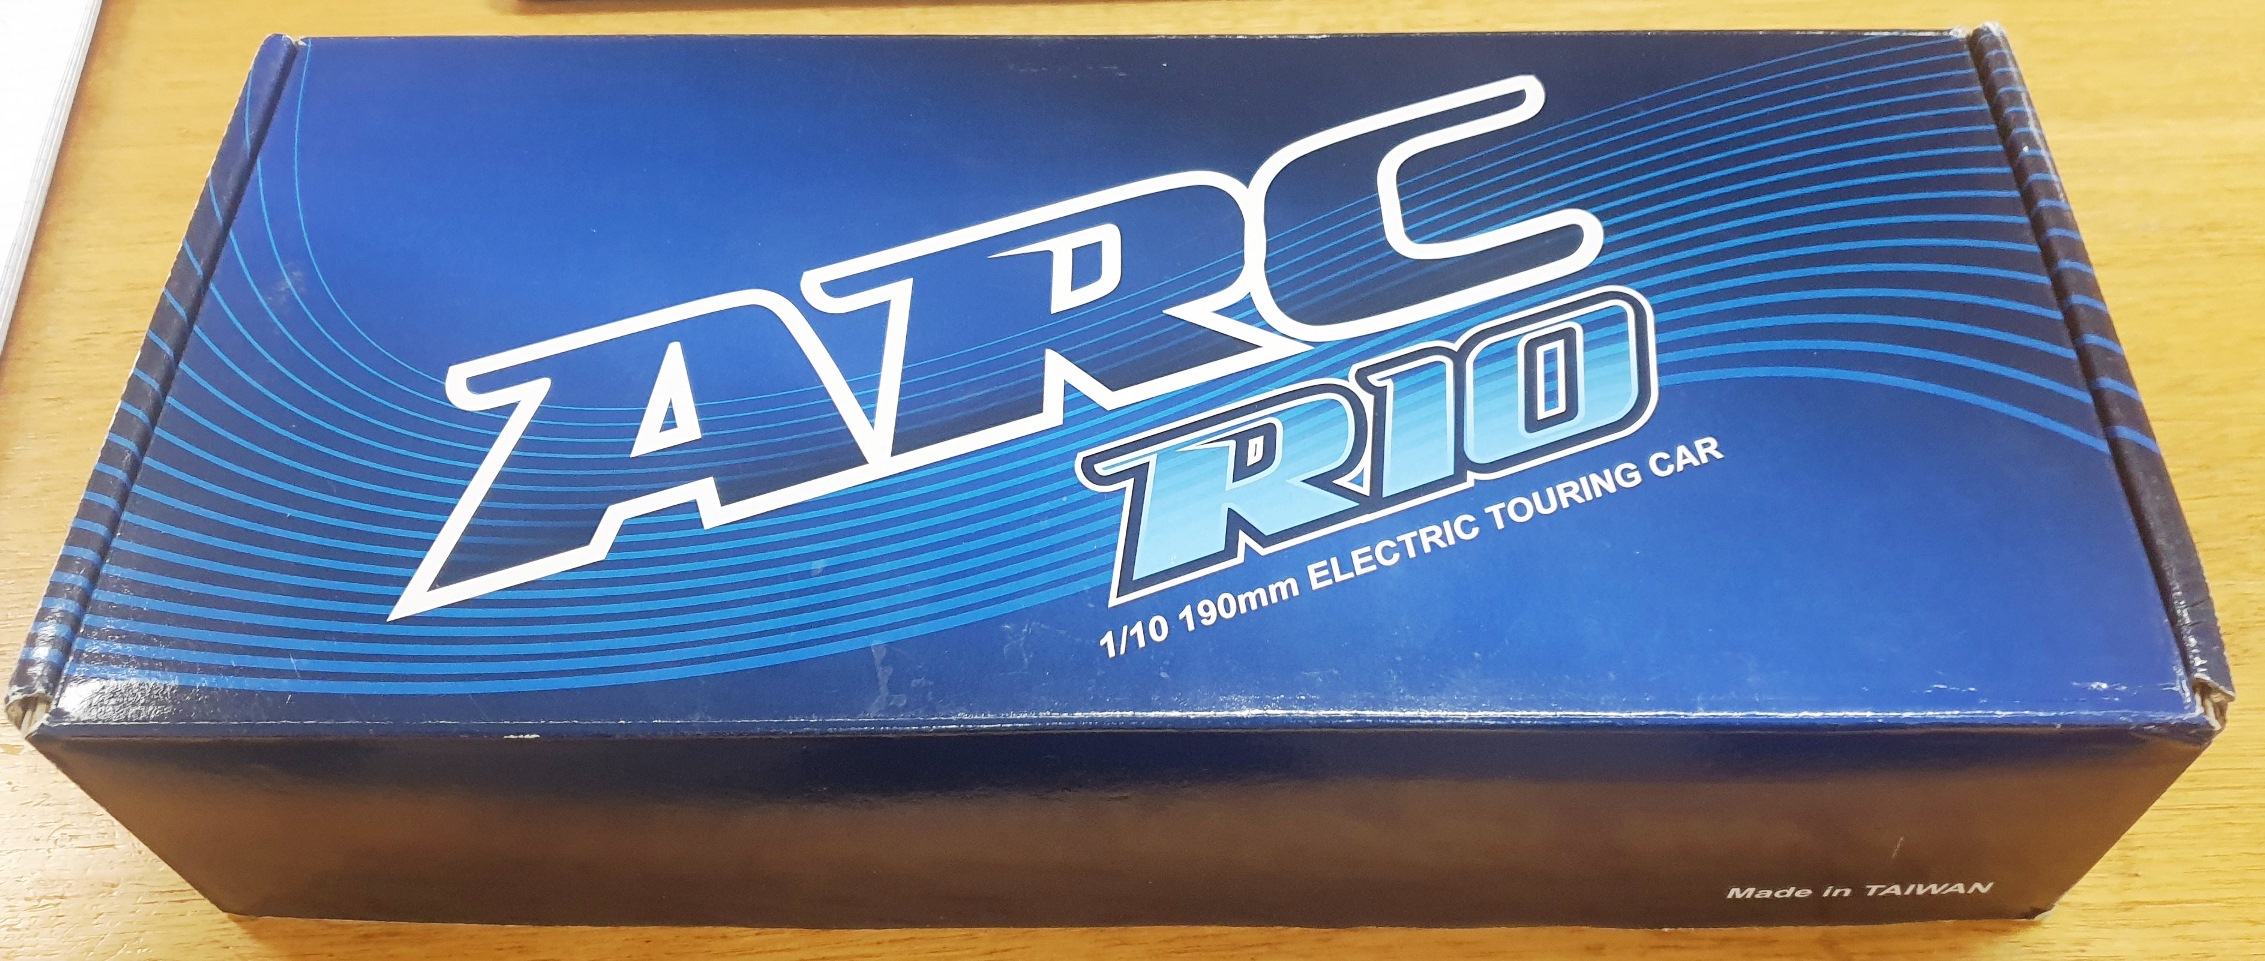 ARC
R10
1/10 190mm ELECTRIC TOURING CAR
Made in TAIWAN